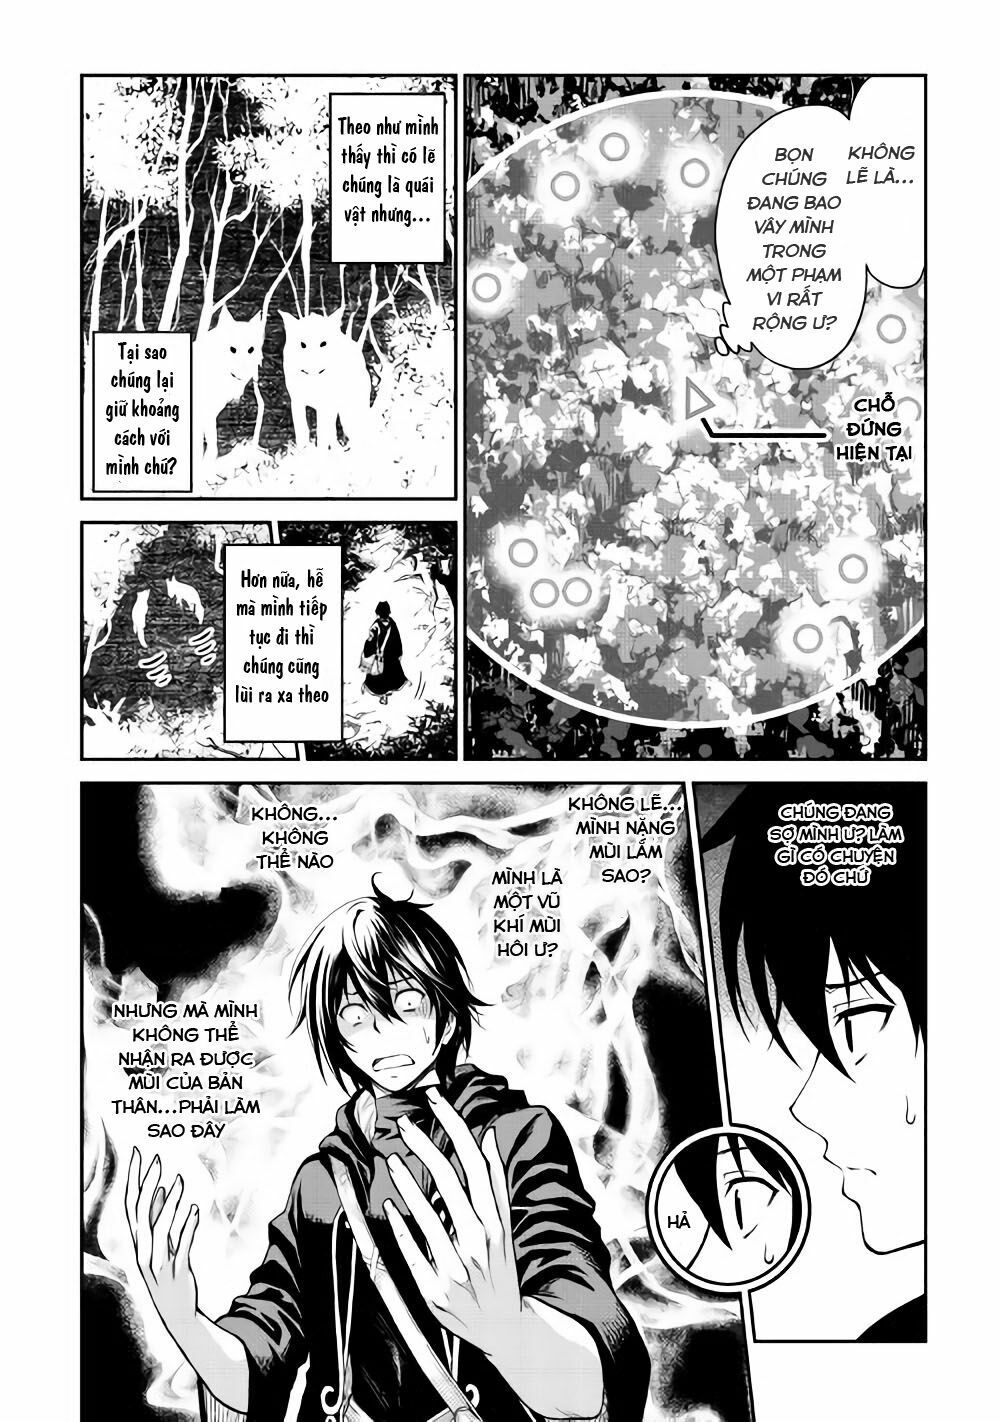 KHÔNG
LẼ LÀ...
BỌN
CHÚNG
ĐANG BAO
VÂY MÌNH
TRONG
MỘT PHẠM
VI RẤT
RỘNG Ư?
CHỖ
ĐỨNG
HIỆN TẠI
Theo như mình
thấy thì có lẽ
chúng là quái
vật nhưng...
Tại sao
chúng lại
giữ khoảng
cách với
mình chứ?
Hơn nữa, hễ
mà mình tiếp
tục đi thì
chúng cũng
lùi ra xa theo
CHÚNG ĐANG
SỢ MÌNH Ư? LÀM
GÌ CÓ CHUYỆN
ĐÓ CHỨ
HẢ
KHÔNG LẼ...
MÌNH NẶNG
MÙI LẮM
SAO?
MÌNH LÀ
MỘT VŨ
KHÍ MÙI
HÔI Ư?
KHÔNG...
KHÔNG
THỂ NÀO
NHƯNG MÀ MÌNH
KHÔNG THỂ
NHẬN RA ĐƯỢC
MÙI CỦA BẢN
THÂN...PHẢI LÀM
SAO ĐÂY